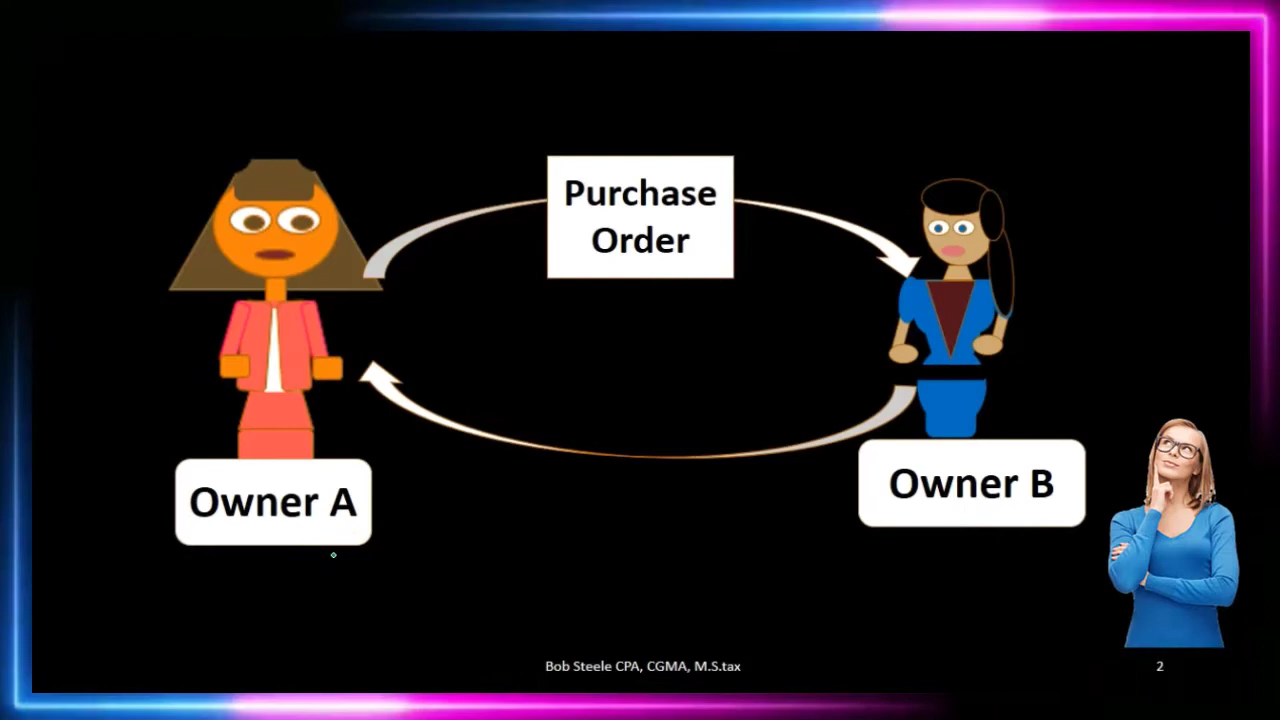 Purchase
Order
Owner A
Owner B
Bob Steele CPA, CGMA, M.S.tax
2